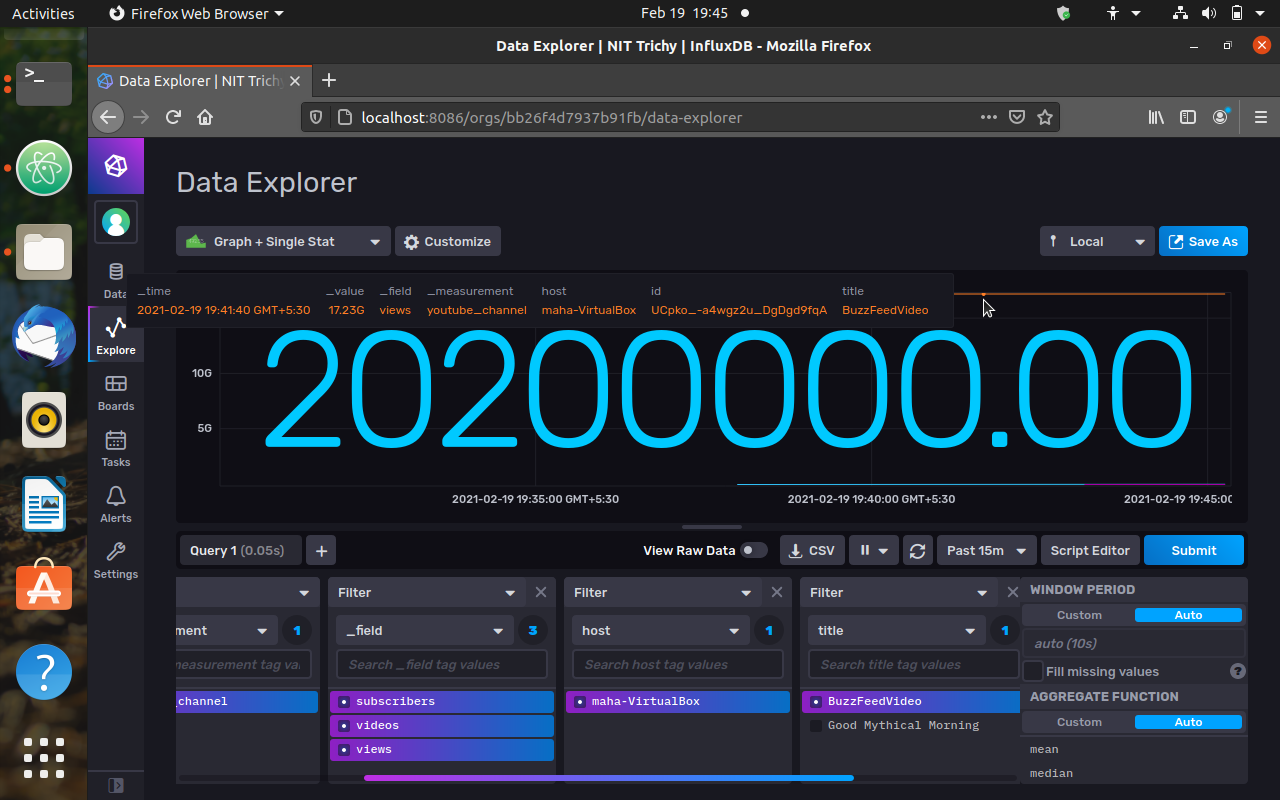 Activities
Firefox Web Browser
Feb 19 19:45
Data Explorer | NIT Trichy | InfluxDB - Mozilla Firefox
Data Explorer | NIT Trich
localhost:8086/orgs/bb26f4d7937b91fb/data-explorer
Data Explorer
Graph + Single Stat
Customize
Local
Save As
Data
Explore
Boards
Tasks
Alerts
Settings
_time _value _field _measurement host id title
2021-02-19 19:41:40 GMT+5:30 17.23G views youtube_channel maha-VirtualBox UCpko_-a4wgz2u_DgDgd9fqA BuzzFeedVideo
20200000.00
10G
5G
2021-02-19 19:35:00 GMT+5:30
2021-02-19 19:40:00 GMT+5:30
2021-02-19 19:45:00
Query 1 (0.05s)
+
View Raw Data
CSV
Past 15m
Script Editor
Submit
ment
1
measurement tag va
_channel
Filter
_field
3
Search _field tag values
subscribers
videos
views
Filter
host
1
Search host tag values
maha-VirtualBox
Filter
title
1
Search title tag values
BuzzFeedVideo
Good Mythical Morning
WINDOW PERIOD
Custom
Auto
auto (10s)
Fill missing values
?
AGGREGATE FUNCTION
Custom
Auto
mean
median